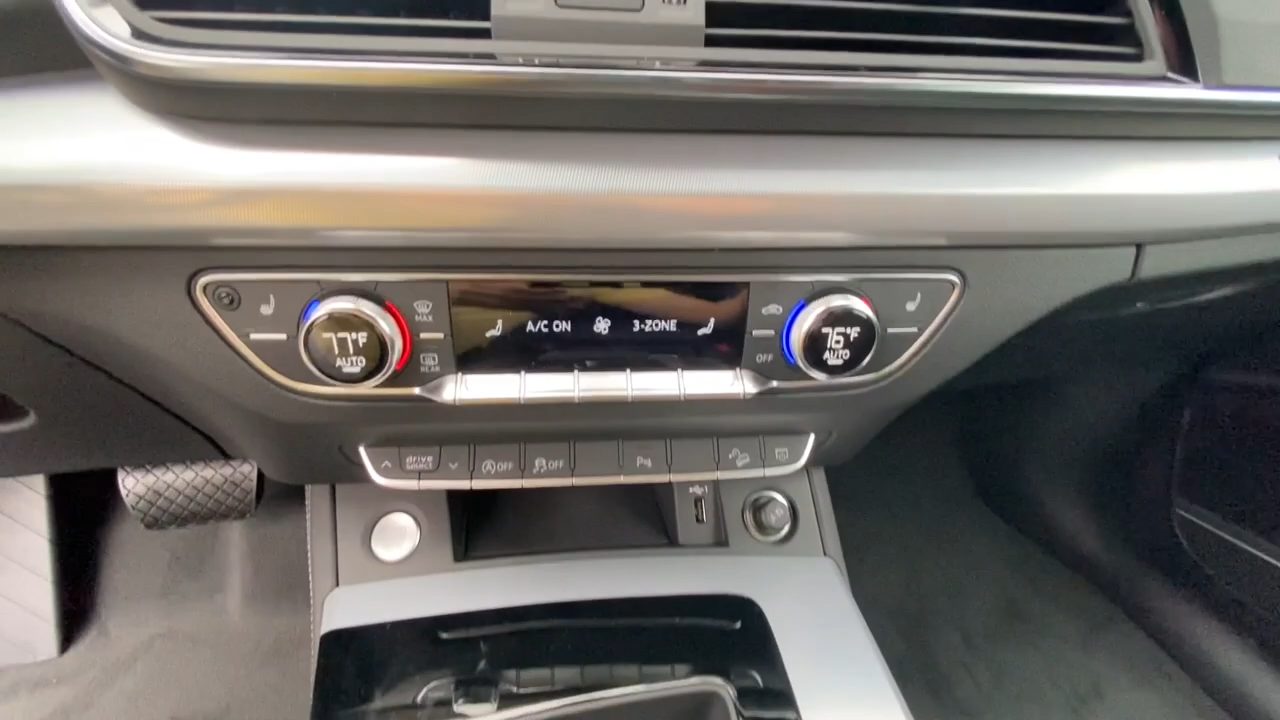 MAX
REAR
77°F
AUTO
A/C ON
3-ZONE
OFF
76°F
AUTO
drive
select
OFF
OFF
P